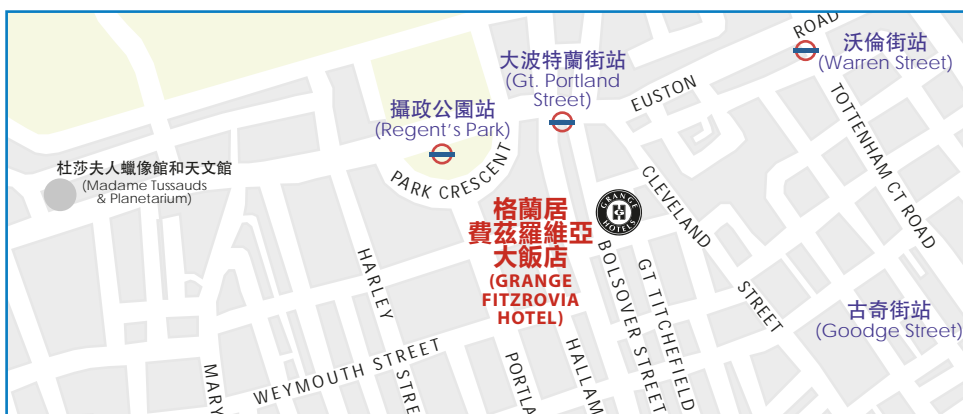 ROAD
沃倫街站
(Warren Street)
大波特蘭街站
(Gt. Portland
Street)
EUSTON
攝政公園站
(Regent's Park)
TOTTENHAM CT ROAD
杜莎夫人蠟像館和天文館
(Madame Tussauds
& Planetarium)
PARK CRESCENT
CLEVELAND
STREET
格蘭居
費茲羅維亞
大飯店
(GRANGE
FITZROVIA
HOTEL)
GRANGE
HOTELS
HARLEY
STRE
BOLSOVER STREET
GT TITCHFIELD
古奇街站
(Goodge Street)
WEYMOUTH STREET
MARY
PORTLA
HALLAM